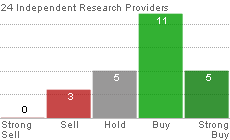 24 Independent Research Providers
11
5
5
3
0
Strong Sell Hold Buy Strong
Sell Buy